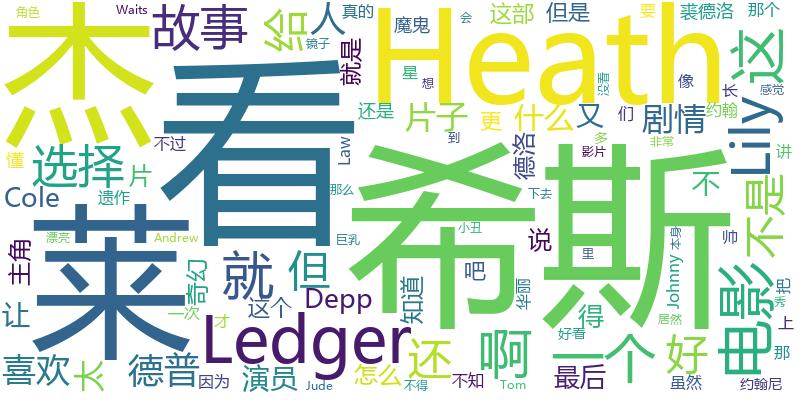 角色
Waits
故事
给
人
真的
魔鬼
会
这部
但是
要
裘德洛
那个
杰
看
Heath
这
镜子
就是
星
想
像
没看
长
感觉
还是
片子
更
什么
又
们
剧情
约翰
Lily
懂
选择
片
不过
Law
到
影片
多
非常
讲
德洛
不
不是
Cole
遗作
那么
希
斯
下去
莱
Andrew
漂亮
巨乳
小丑
里
帅
主角
奇幻
就
但
说
吧
Johnny
本身
电影
让
一次
这个
Depp
知道
华丽
得
居然
把
秀
喜欢
太
德普
才
Ledger
还
啊
好看
一个
好
上
那
因为
演员
Jude
怎么
不得
不知
Tom
最后
虽然
约翰尼